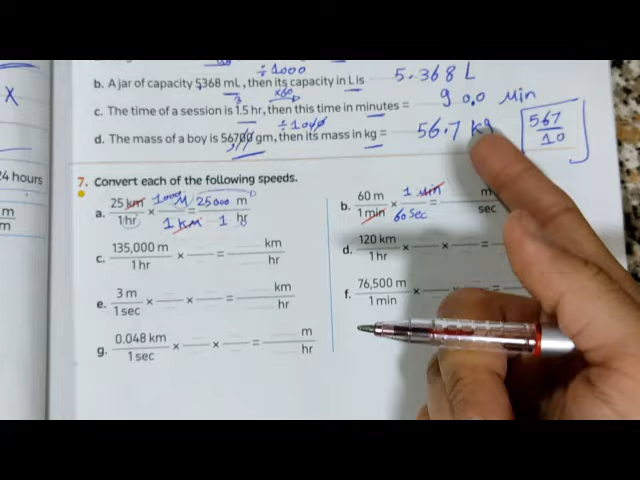 ÷1000
b. A jar of capacity 5368 mL, then its capacity in L is 5.368 L
×60
c. The time of a session is 1.5 hr, then this time in minutes = 90.0 Min
÷1000
d. The mass of a boy is 56700 gm, then its mass in kg = 56.7 kg 567/10
x
24 hours
m/m
7. Convert each of the following speeds.
a. 25 km/1 hr × 1000 M/1 KM = 25000 m/1 hr
b. 60 m/1 min × 1 Min/60 Sec = m/sec
c. 135,000 m/1 hr × = km/hr
d. 120 km/1 hr × × =
e. 3 m/1 sec × × = km/hr
f. 76,500 m/1 min × =
g. 0.048 km/1 sec × × = m/hr